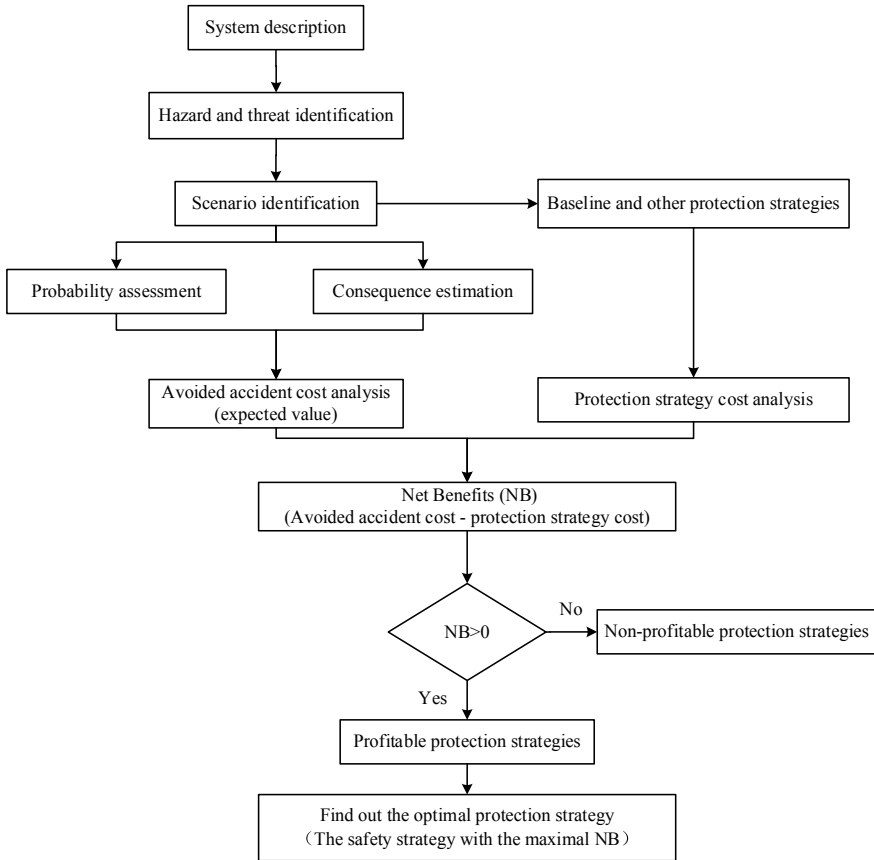 System description
Hazard and threat identification
Scenario identification
Baseline and other protection strategies
Probability assessment
Consequence estimation
Avoided accident cost analysis
(expected value)
Protection strategy cost analysis
Net Benefits (NB)
(Avoided accident cost - protection strategy cost)
NB>0
No
Non-profitable protection strategies
Yes
Profitable protection strategies
Find out the optimal protection strategy
（The safety strategy with the maximal NB）